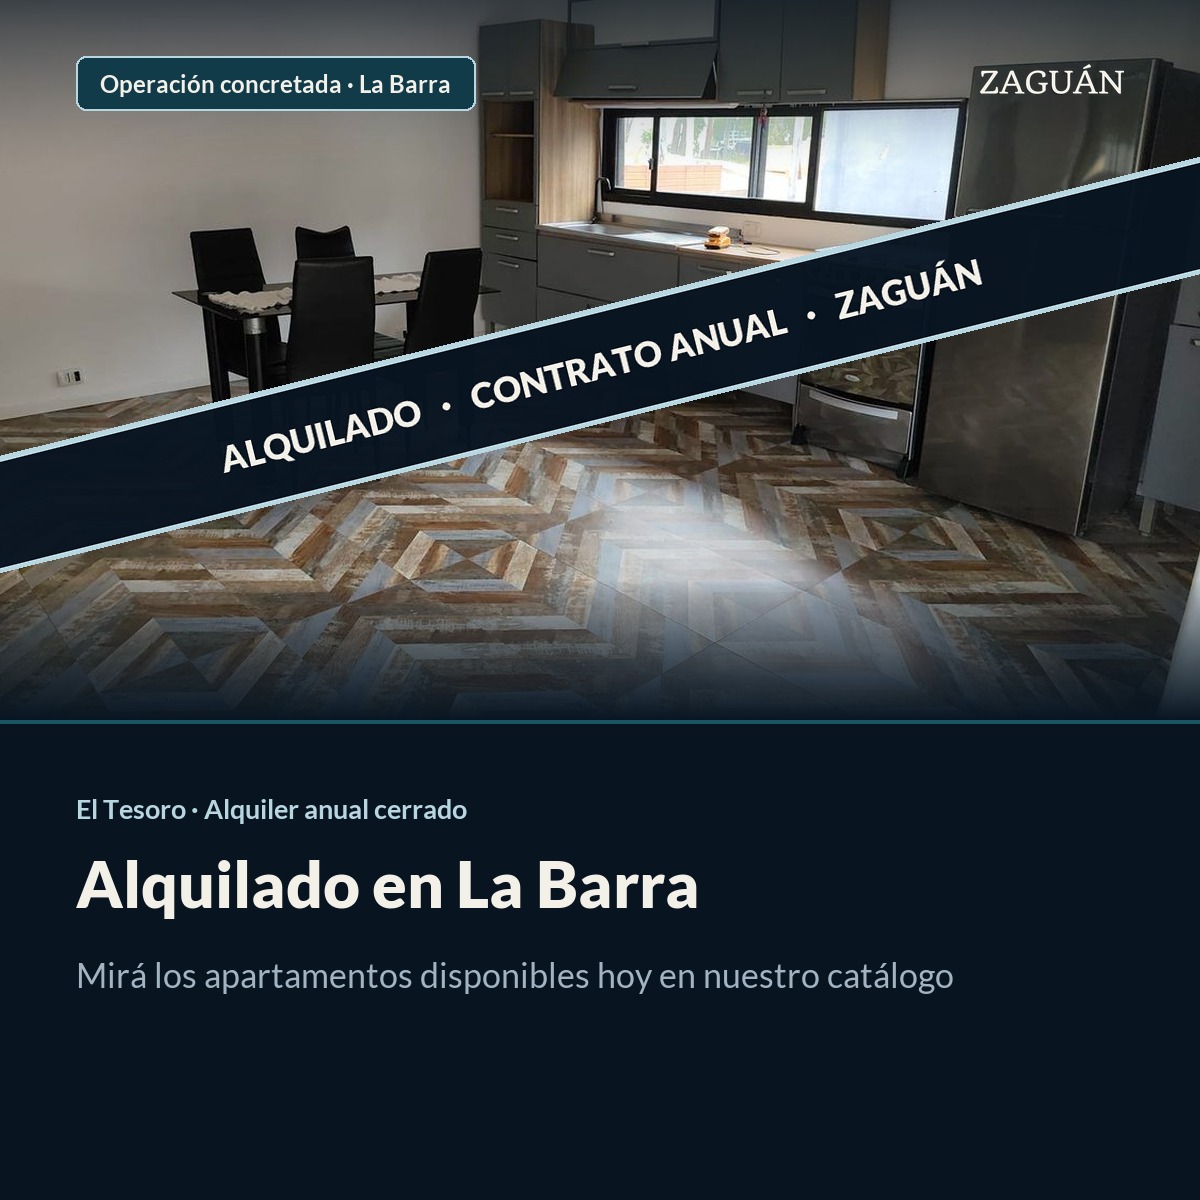 Operación concretada · La Barra
ZAGUÁN
ALQUILADO · CONTRATO ANUAL · ZAGUÁN
El Tesoro · Alquiler anual cerrado
Alquilado en La Barra
Mirá los apartamentos disponibles hoy en nuestro catálogo